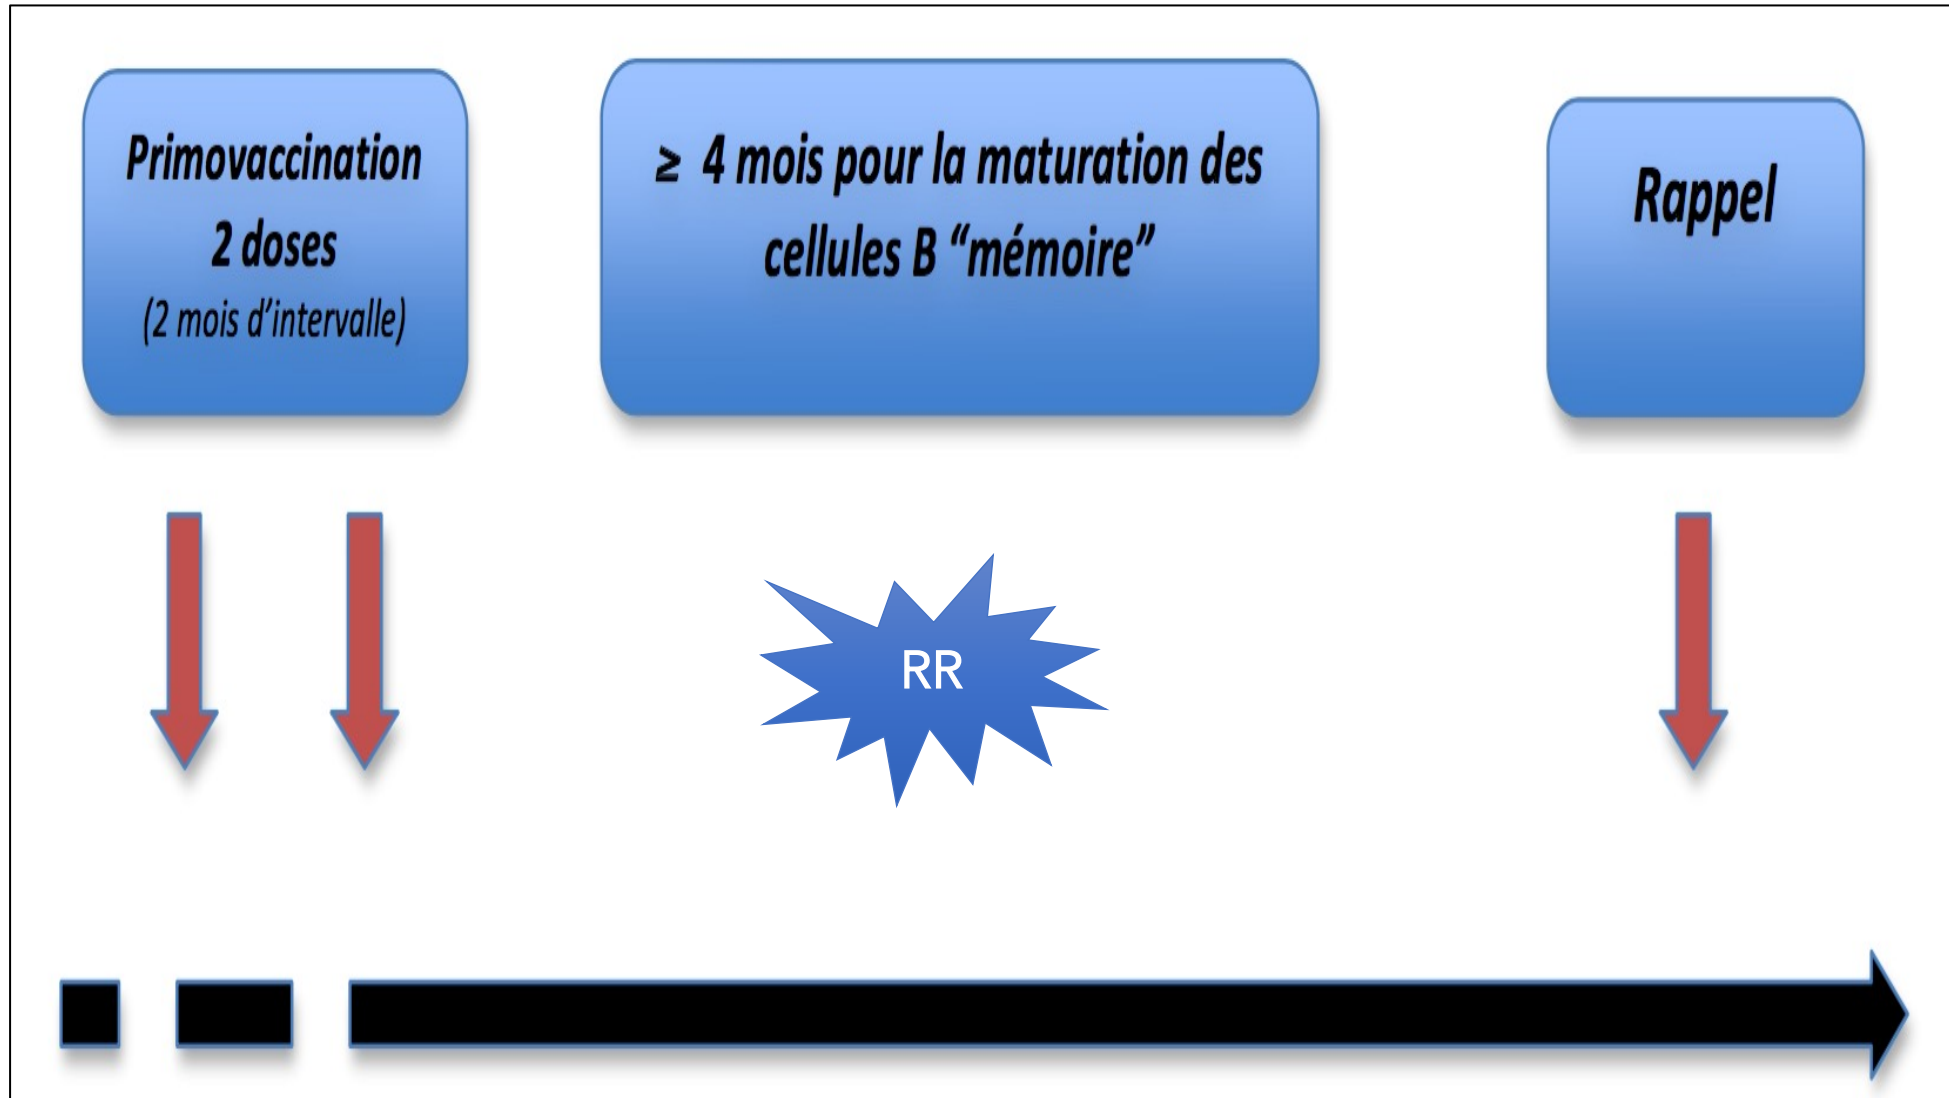 Primovaccination
2 doses
(2 mois d’intervalle)
≥ 4 mois pour la maturation des
cellules B “mémoire”
Rappel
RR